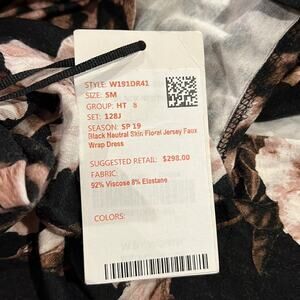 STYLE: W191DR41
SIZE: SM
GROUP: HT 8
SET: 128J
SEASON: SP 19
Black Neutral Skin Floral Jersey Faux
Wrap Dress
SUGGESTED RETAIL: $298.00
FABRIC:
92% Viscose 8% Elastane
COLORS: